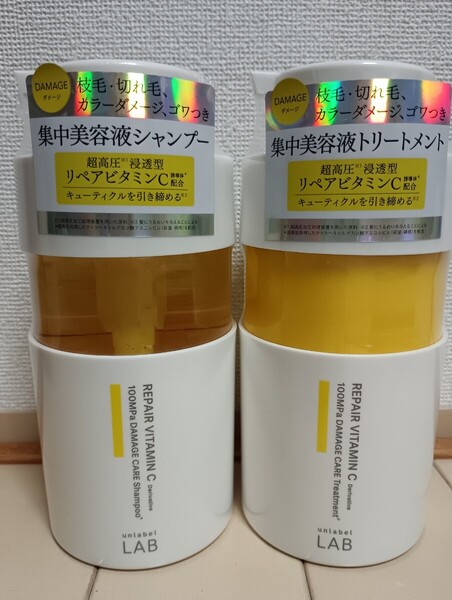 DAMAGE
ダメージ
枝毛・切れ毛、
カラーダメージ、ゴワつき
集中美容液シャンプー
超高圧※1 浸透型
リペアビタミンC 誘導体※ 配合
キューティクルを引き締める※2
REPAIR VITAMIN C Derivative
100MPa DAMAGE CARE Shampoo*
unlabel
LAB
DAMAGE
ダメージ
枝毛・切れ毛、
カラーダメージ、ゴワつき
集中美容液トリートメント
超高圧※1 浸透型
リペアビタミンC 誘導体※ 配合
キューティクルを引き締める※2
REPAIR VITAMIN C Derivative
100MPa DAMAGE CARE Treatment*
unlabel
LAB